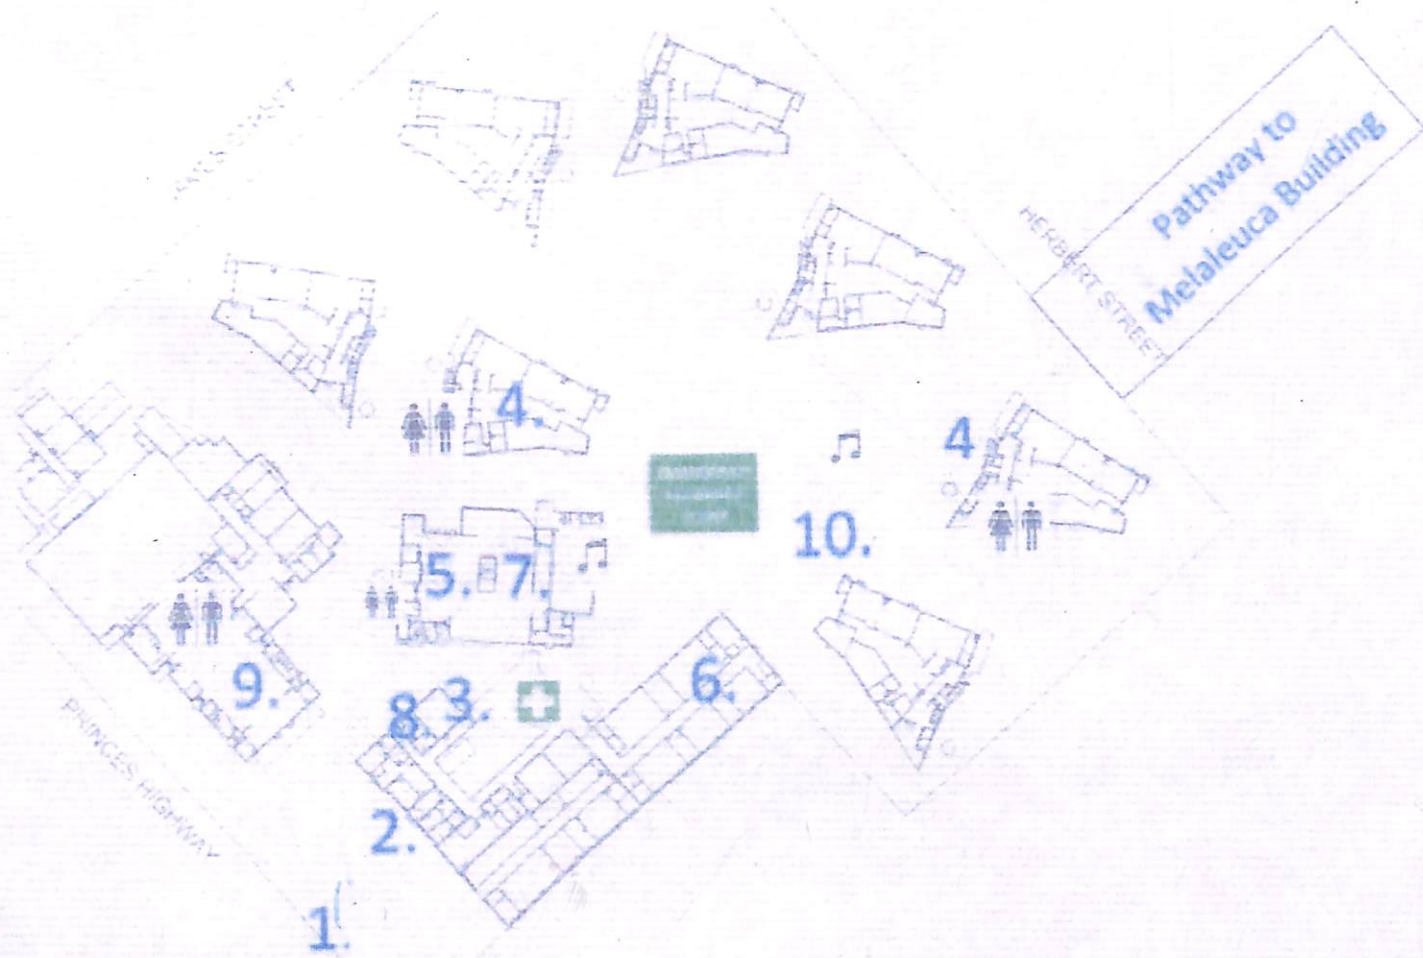 Pathway to
Melaleuca Building
HERBERT STREET
4.
4
10.
5. 7.
9.
6.
8. 3.
PRINCES HIGHWAY
2.
1.